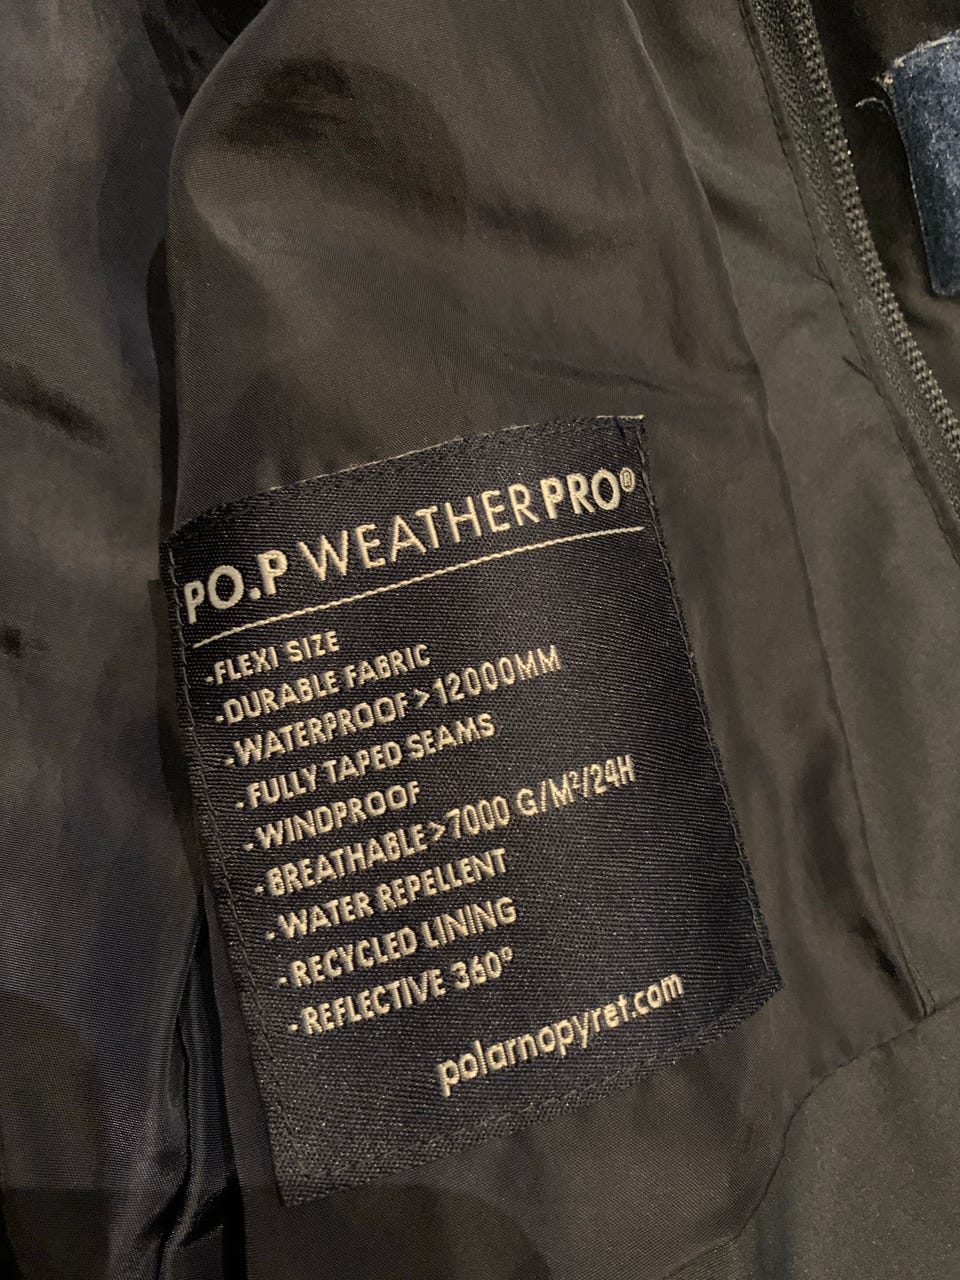 PO.P WEATHERPRO®
-FLEXI SIZE
-DURABLE FABRIC
-WATERPROOF>12000MM
-FULLY TAPED SEAMS
-WINDPROOF
-BREATHABLE>7000 G/M²/24H
-WATER REPELLENT
-RECYCLED LINING
-REFLECTIVE 360°
polarnopyret.com